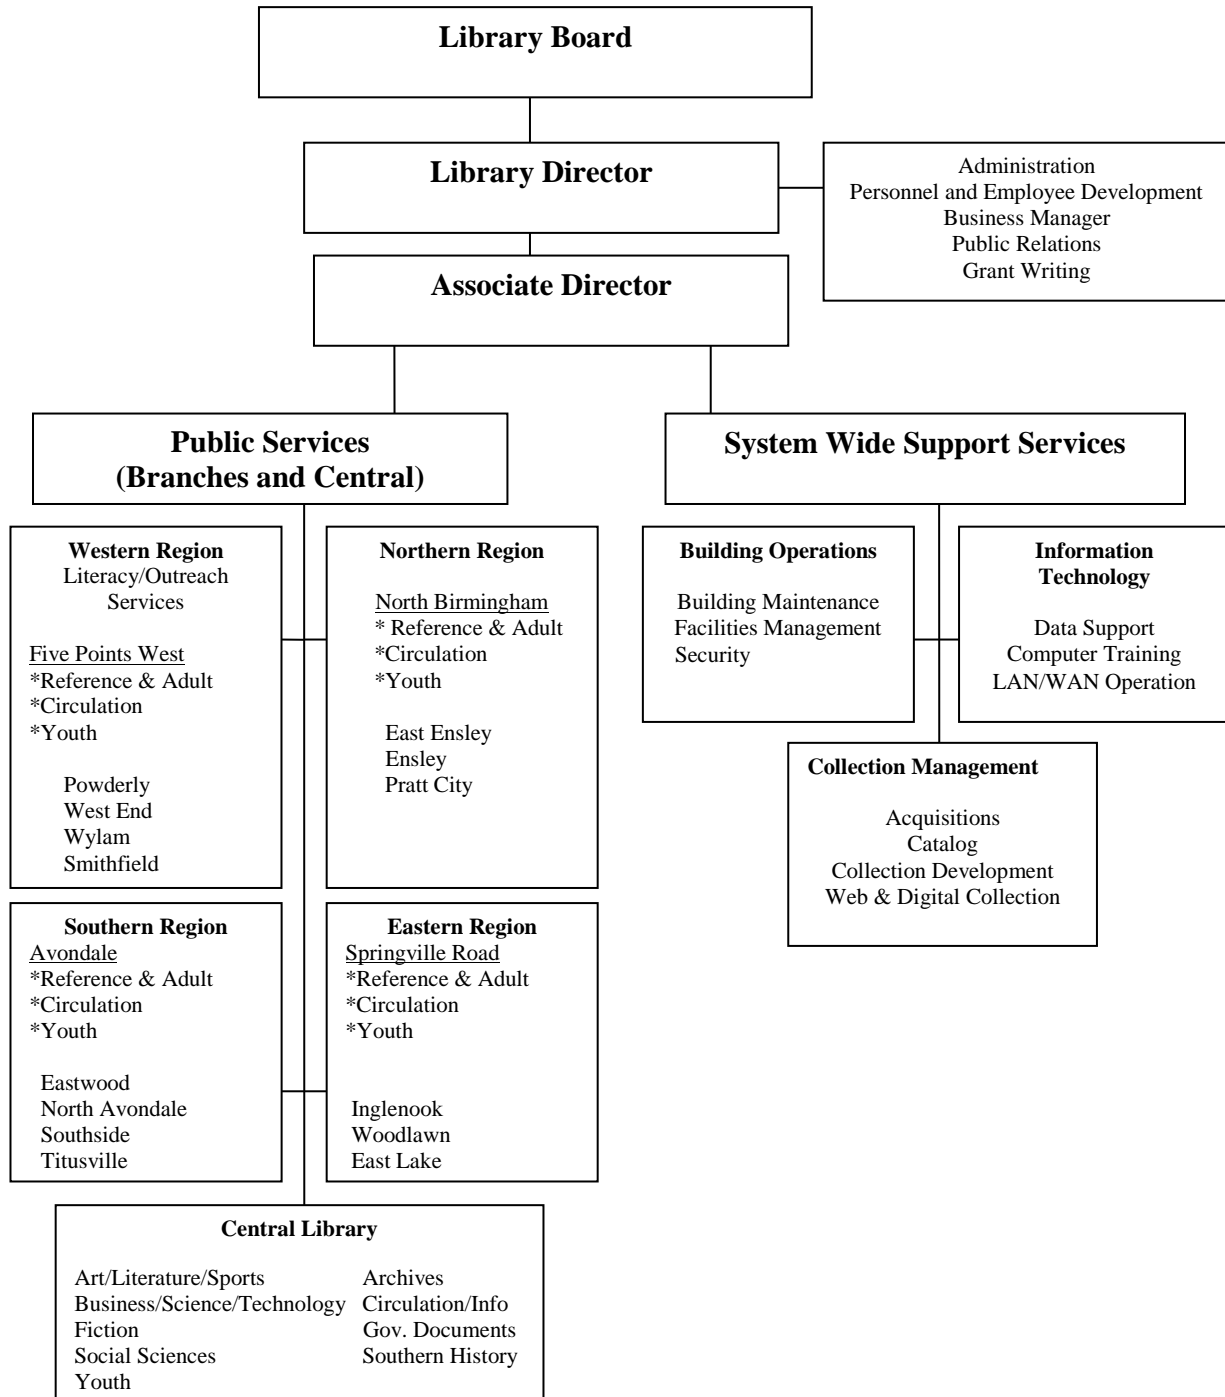 Library Board
Library Director
Administration
Personnel and Employee Development
Business Manager
Public Relations
Grant Writing
Associate Director
Public Services
(Branches and Central)
System Wide Support Services
Western Region
Literacy/Outreach
Services
Five Points West
*Reference & Adult
*Circulation
*Youth
Powderly
West End
Wylam
Smithfield
Northern Region
North Birmingham
* Reference & Adult
*Circulation
*Youth
East Ensley
Ensley
Pratt City
Building Operations
Building Maintenance
Facilities Management
Security
Information
Technology
Data Support
Computer Training
LAN/WAN Operation
Collection Management
Acquisitions
Catalog
Collection Development
Web & Digital Collection
Southern Region
Avondale
*Reference & Adult
*Circulation
*Youth
Eastwood
North Avondale
Southside
Titusville
Eastern Region
Springville Road
*Reference & Adult
*Circulation
*Youth
Inglenook
Woodlawn
East Lake
Central Library
Art/Literature/Sports
Business/Science/Technology
Fiction
Social Sciences
Youth
Archives
Circulation/Info
Gov. Documents
Southern History